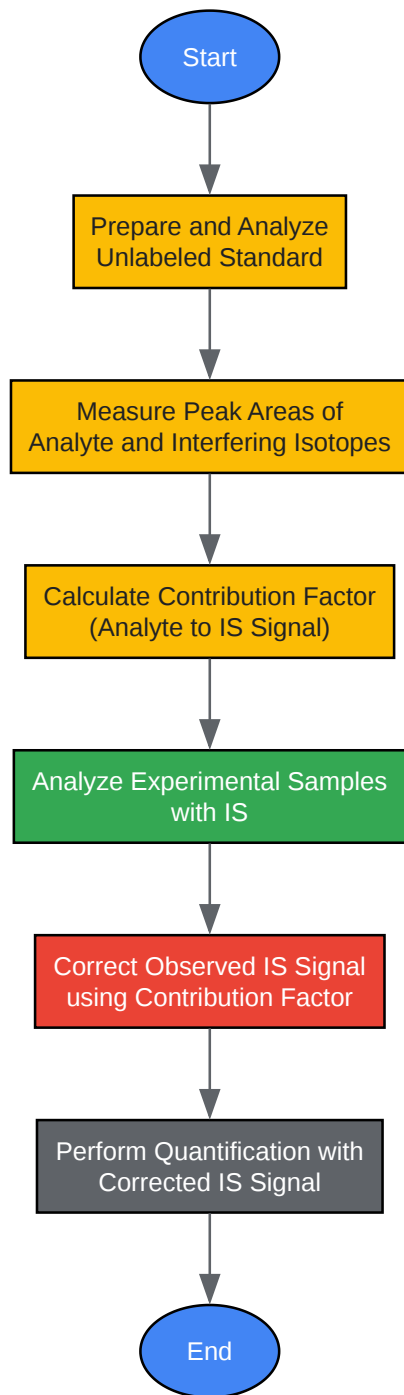 Start
Prepare and Analyze
Unlabeled Standard
Measure Peak Areas of
Analyte and Interfering Isotopes
Calculate Contribution Factor
(Analyte to IS Signal)
Analyze Experimental Samples
with IS
Correct Observed IS Signal
using Contribution Factor
Perform Quantification with
Corrected IS Signal
End